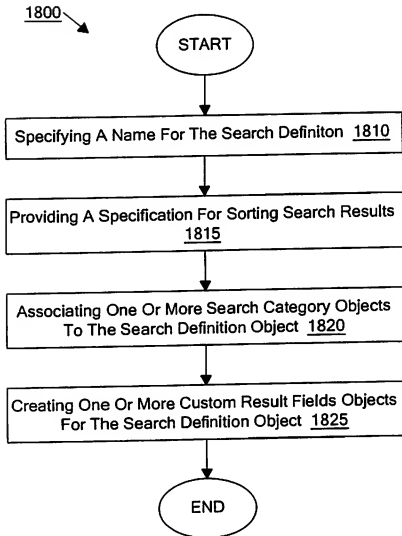 1800
START
Specifying A Name For The Search Definiton 1810
Providing A Specification For Sorting Search Results
1815
Associating One Or More Search Category Objects
To The Search Definition Object 1820
Creating One Or More Custom Result Fields Objects
For The Search Definition Object 1825
END